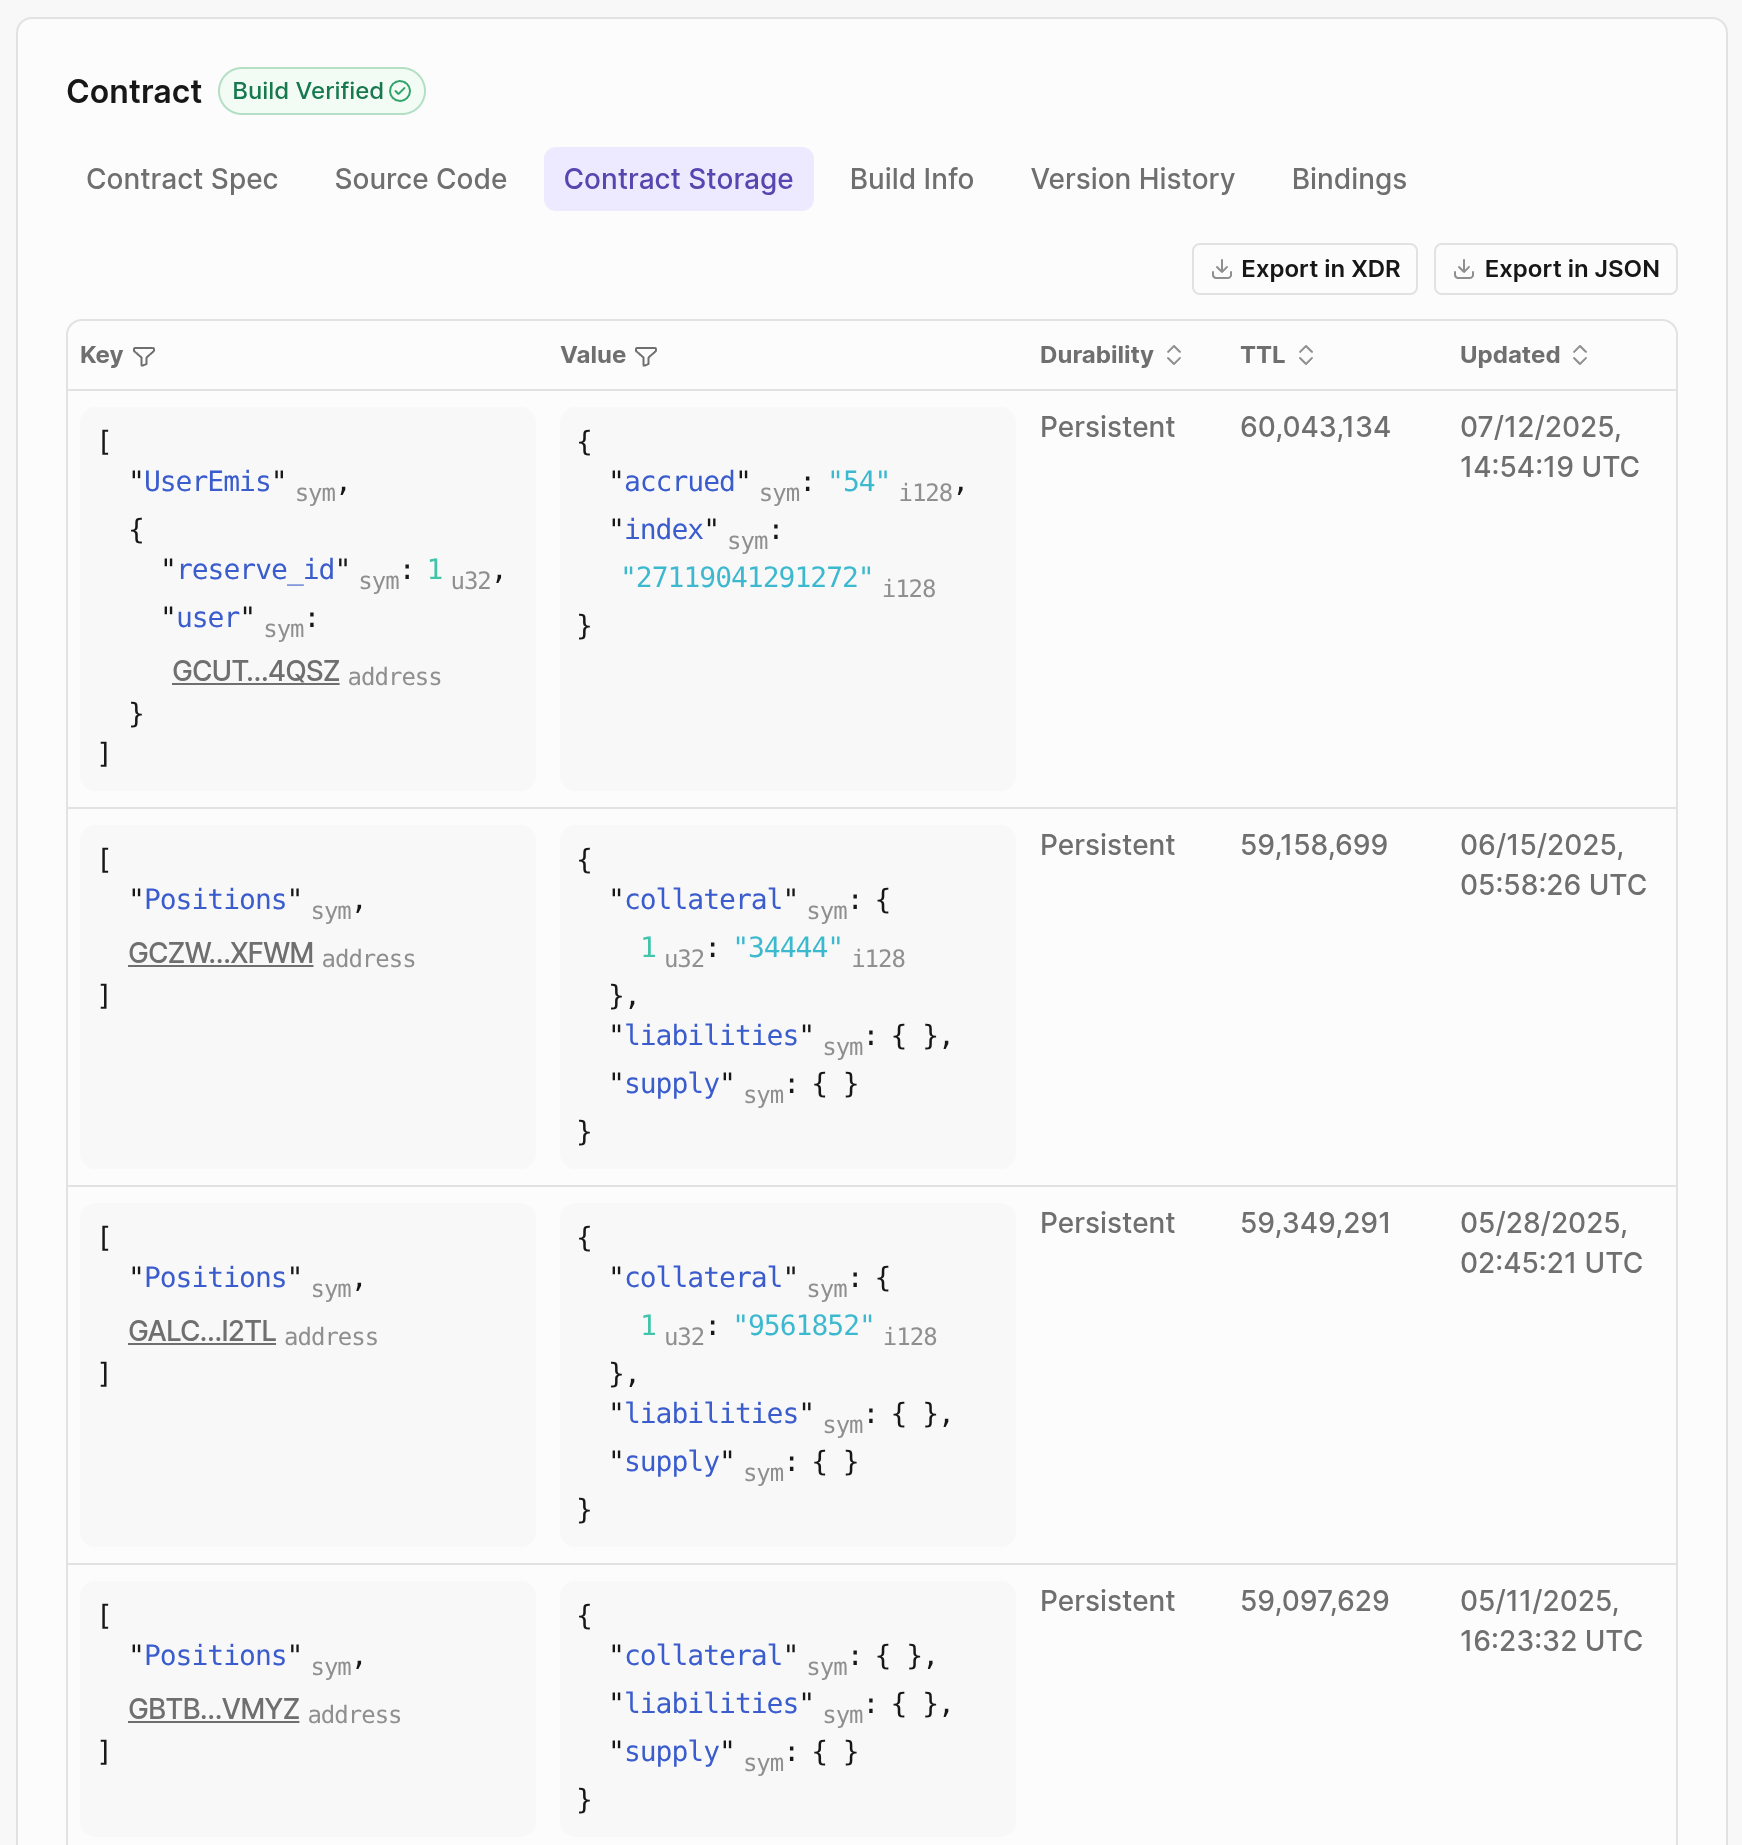 Contract Build Verified
Contract Spec Source Code Contract Storage Build Info Version History Bindings
Export in XDR Export in JSON
Key Value Durability TTL Updated
[
"UserEmis" sym,
{
"reserve_id" sym: 1 u32,
"user" sym:
GCUT...4QSZ address
}
]
{
"accrued" sym: "54" i128,
"index" sym:
"27119041291272" i128
}
Persistent
60,043,134
07/12/2025,
14:54:19 UTC
[
"Positions" sym,
GCZW...XFWM address
]
{
"collateral" sym: {
1 u32: "34444" i128
},
"liabilities" sym: { },
"supply" sym: { }
}
Persistent
59,158,699
06/15/2025,
05:58:26 UTC
[
"Positions" sym,
GALC...I2TL address
]
{
"collateral" sym: {
1 u32: "9561852" i128
},
"liabilities" sym: { },
"supply" sym: { }
}
Persistent
59,349,291
05/28/2025,
02:45:21 UTC
[
"Positions" sym,
GBTB...VMYZ address
]
{
"collateral" sym: { },
"liabilities" sym: { },
"supply" sym: { }
}
Persistent
59,097,629
05/11/2025,
16:23:32 UTC